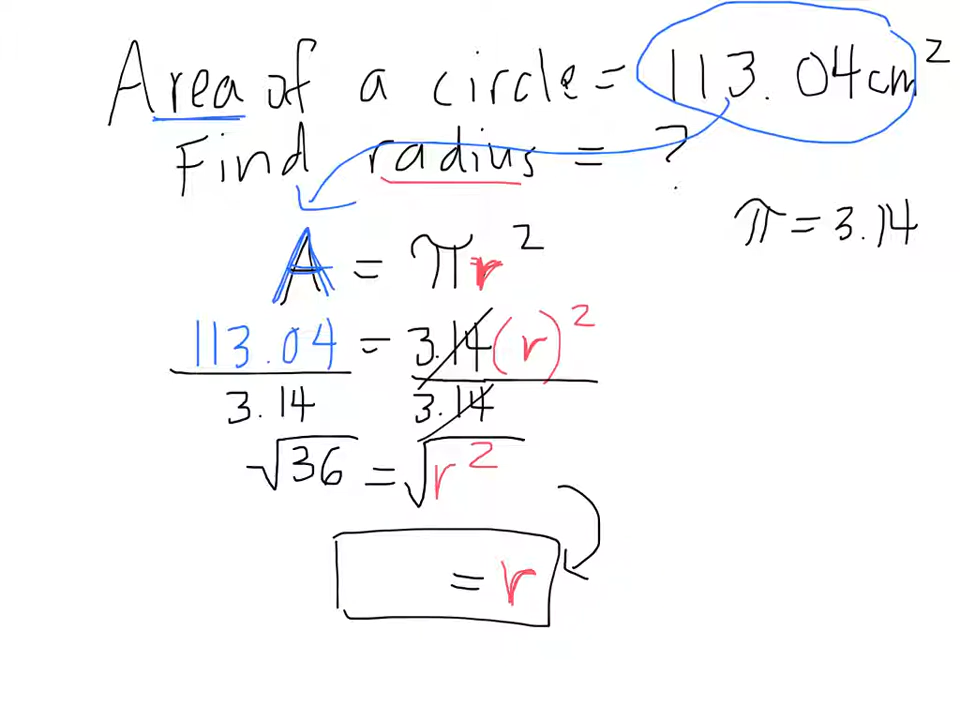 Area of a circle = 113.04cm²
Find radius = ?
π = 3.14
A = πr²
113.04 = 3.14(r)²
3.14 3.14
√36 = √r²
= r